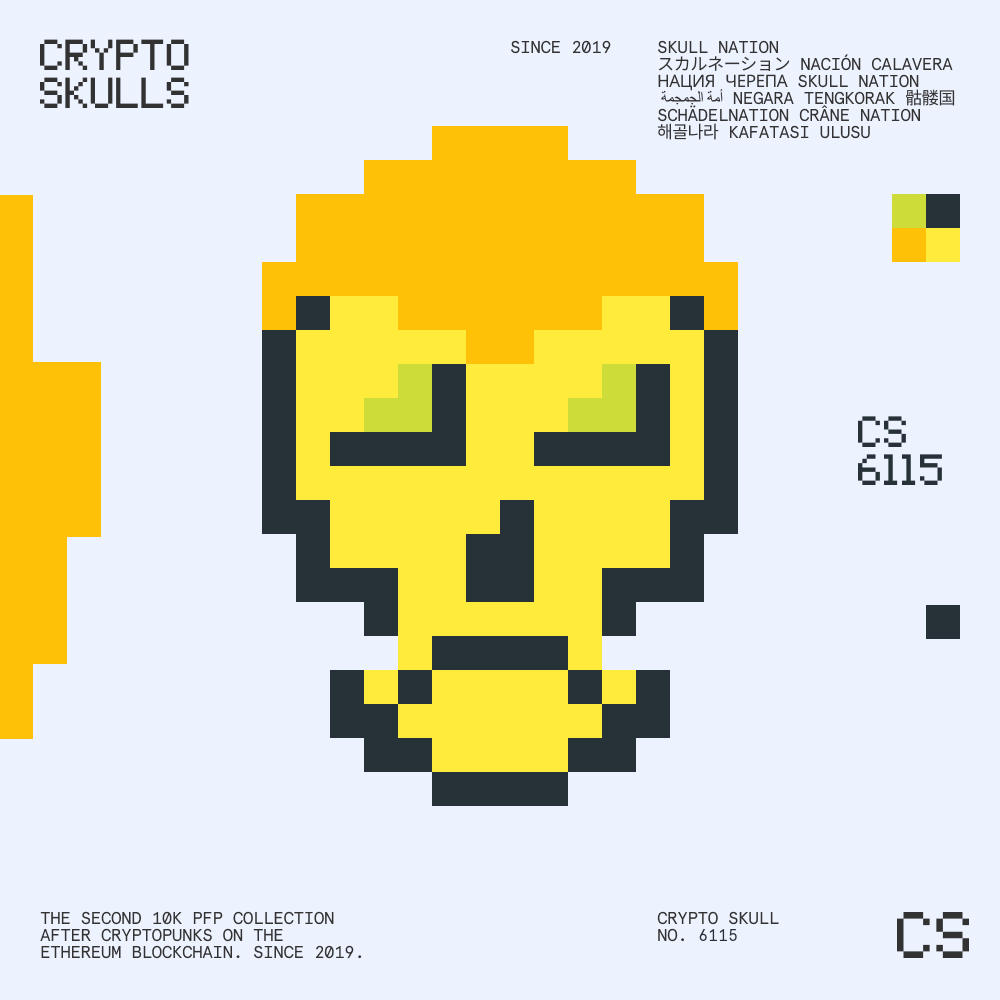 CRYPTO
SKULLS
SINCE 2019
SKULL NATION
スカルネーション NACIÓN CALAVERA
НАЦИЯ ЧЕРЕПА SKULL NATION
أمة الجمجمة NEGARA TENGKORAK 骷髅国
SCHÄDELNATION CRÂNE NATION
해골나라 KAFATASI ULUSU
CS
6115
THE SECOND 10K PFP COLLECTION
AFTER CRYPTOPUNKS ON THE
ETHEREUM BLOCKCHAIN. SINCE 2019.
CRYPTO SKULL
NO. 6115
CS